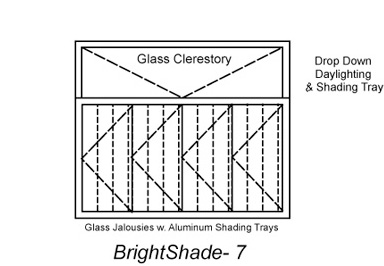 Glass Clerestory
Drop Down
Daylighting
& Shading Tray
Glass Jalousies w. Aluminum Shading Trays
BrightShade- 7